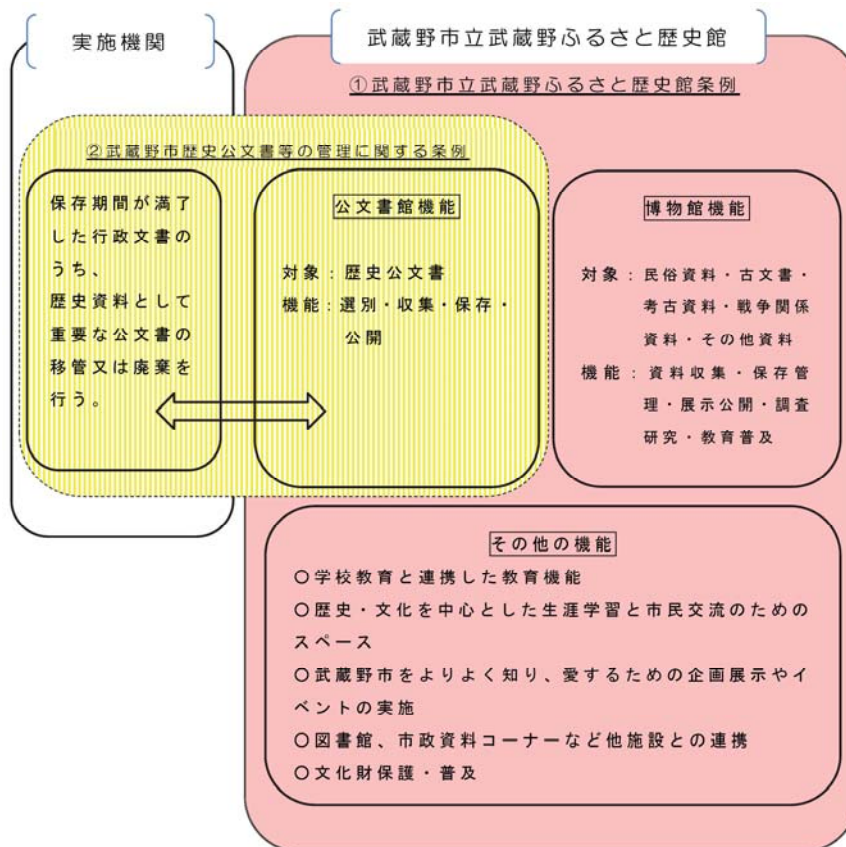 実施機関
武蔵野市立武蔵野ふるさと歴史館
①武蔵野市立武蔵野ふるさと歴史館条例
②武蔵野市歴史公文書等の管理に関する条例
保存期間が満了
した行政文書の
うち、
歴史資料として
重要な公文書の
移管又は廃棄を
行う。
公文書館機能
対象：歴史公文書
機能：選別・収集・保存・
公開
博物館機能
対象：民俗資料・古文書・
考古資料・戦争関係
資料・その他資料
機能：資料収集・保存管
理・展示公開・調査
研究・教育普及
その他の機能
○学校教育と連携した教育機能
○歴史・文化を中心とした生涯学習と市民交流のための
スペース
○武蔵野市をよりよく知り、愛するための企画展示やイ
ベントの実施
○図書館、市政資料コーナーなど他施設との連携
○文化財保護・普及